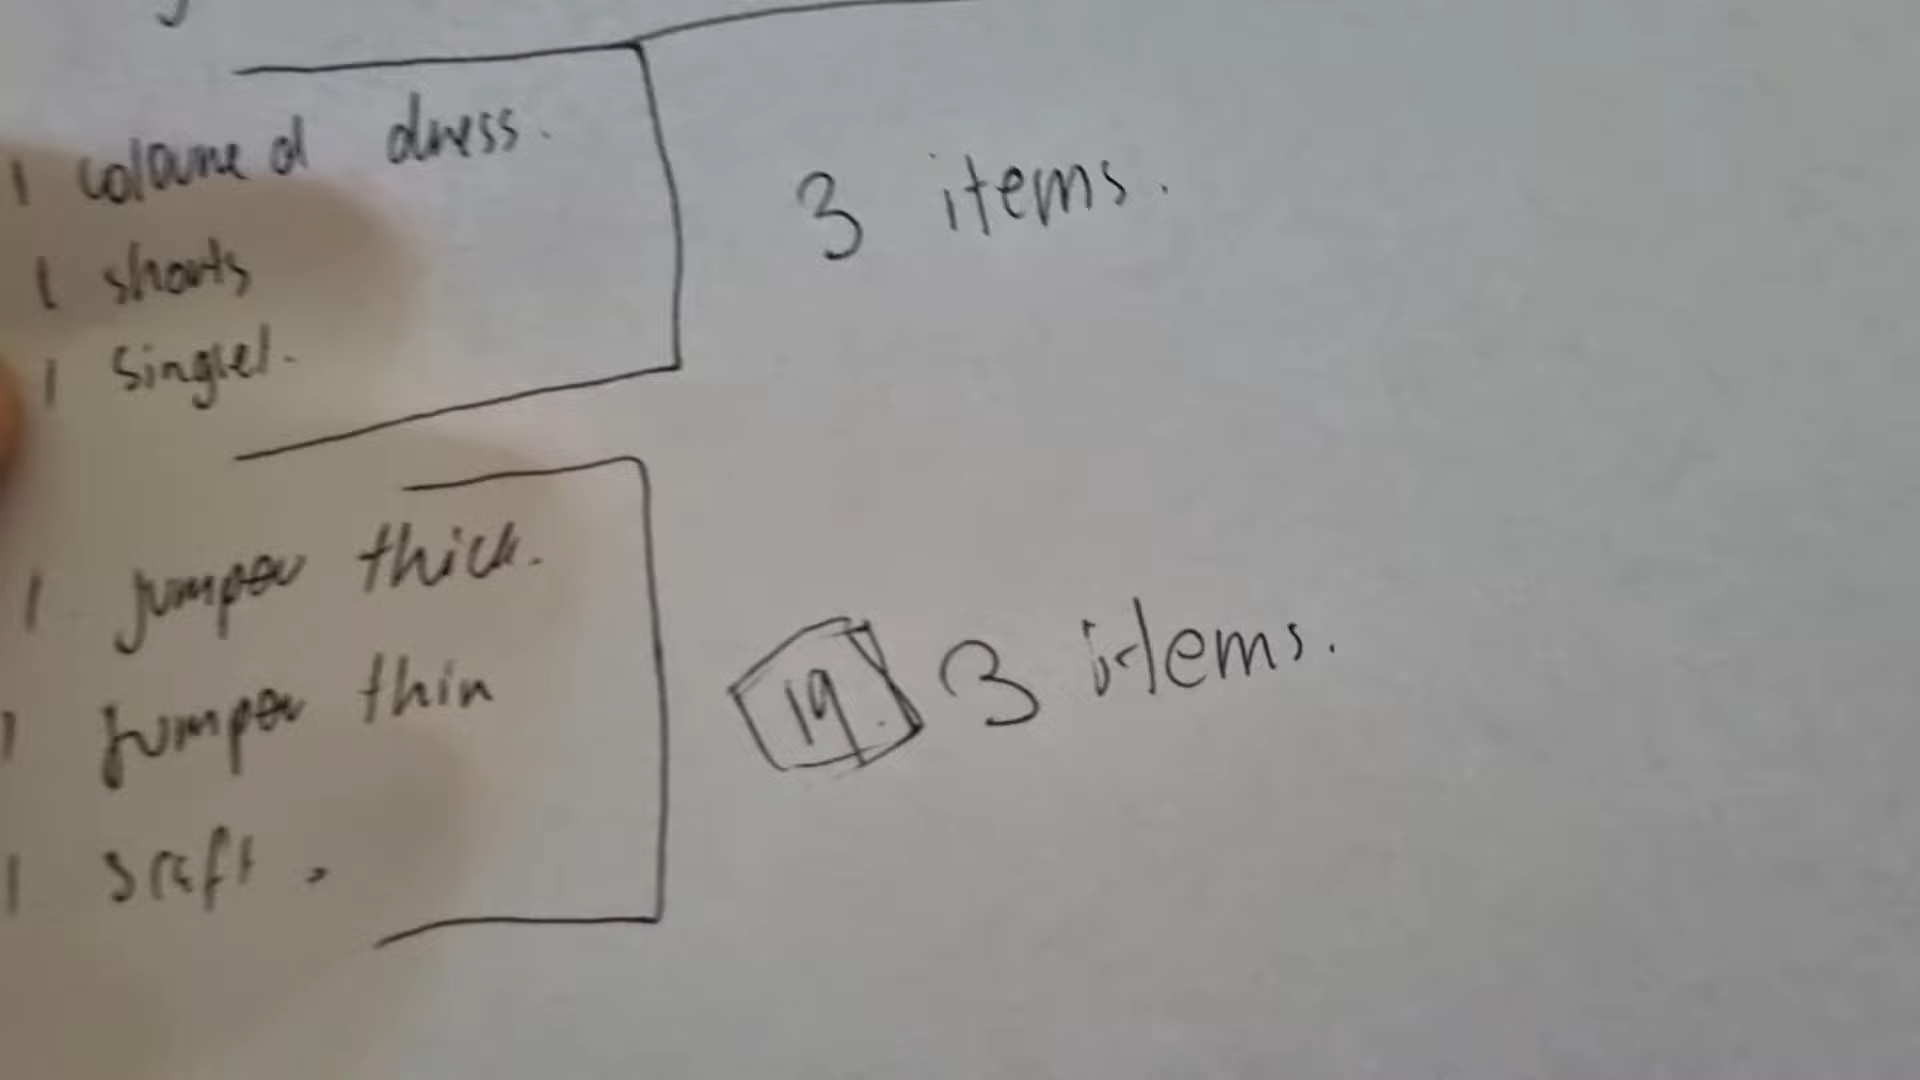 1 coloured dress.
1 shorts
1 singlet.
3 items.
1 jumper thick.
1 jumper thin
1 scaft.
19. 3 items.